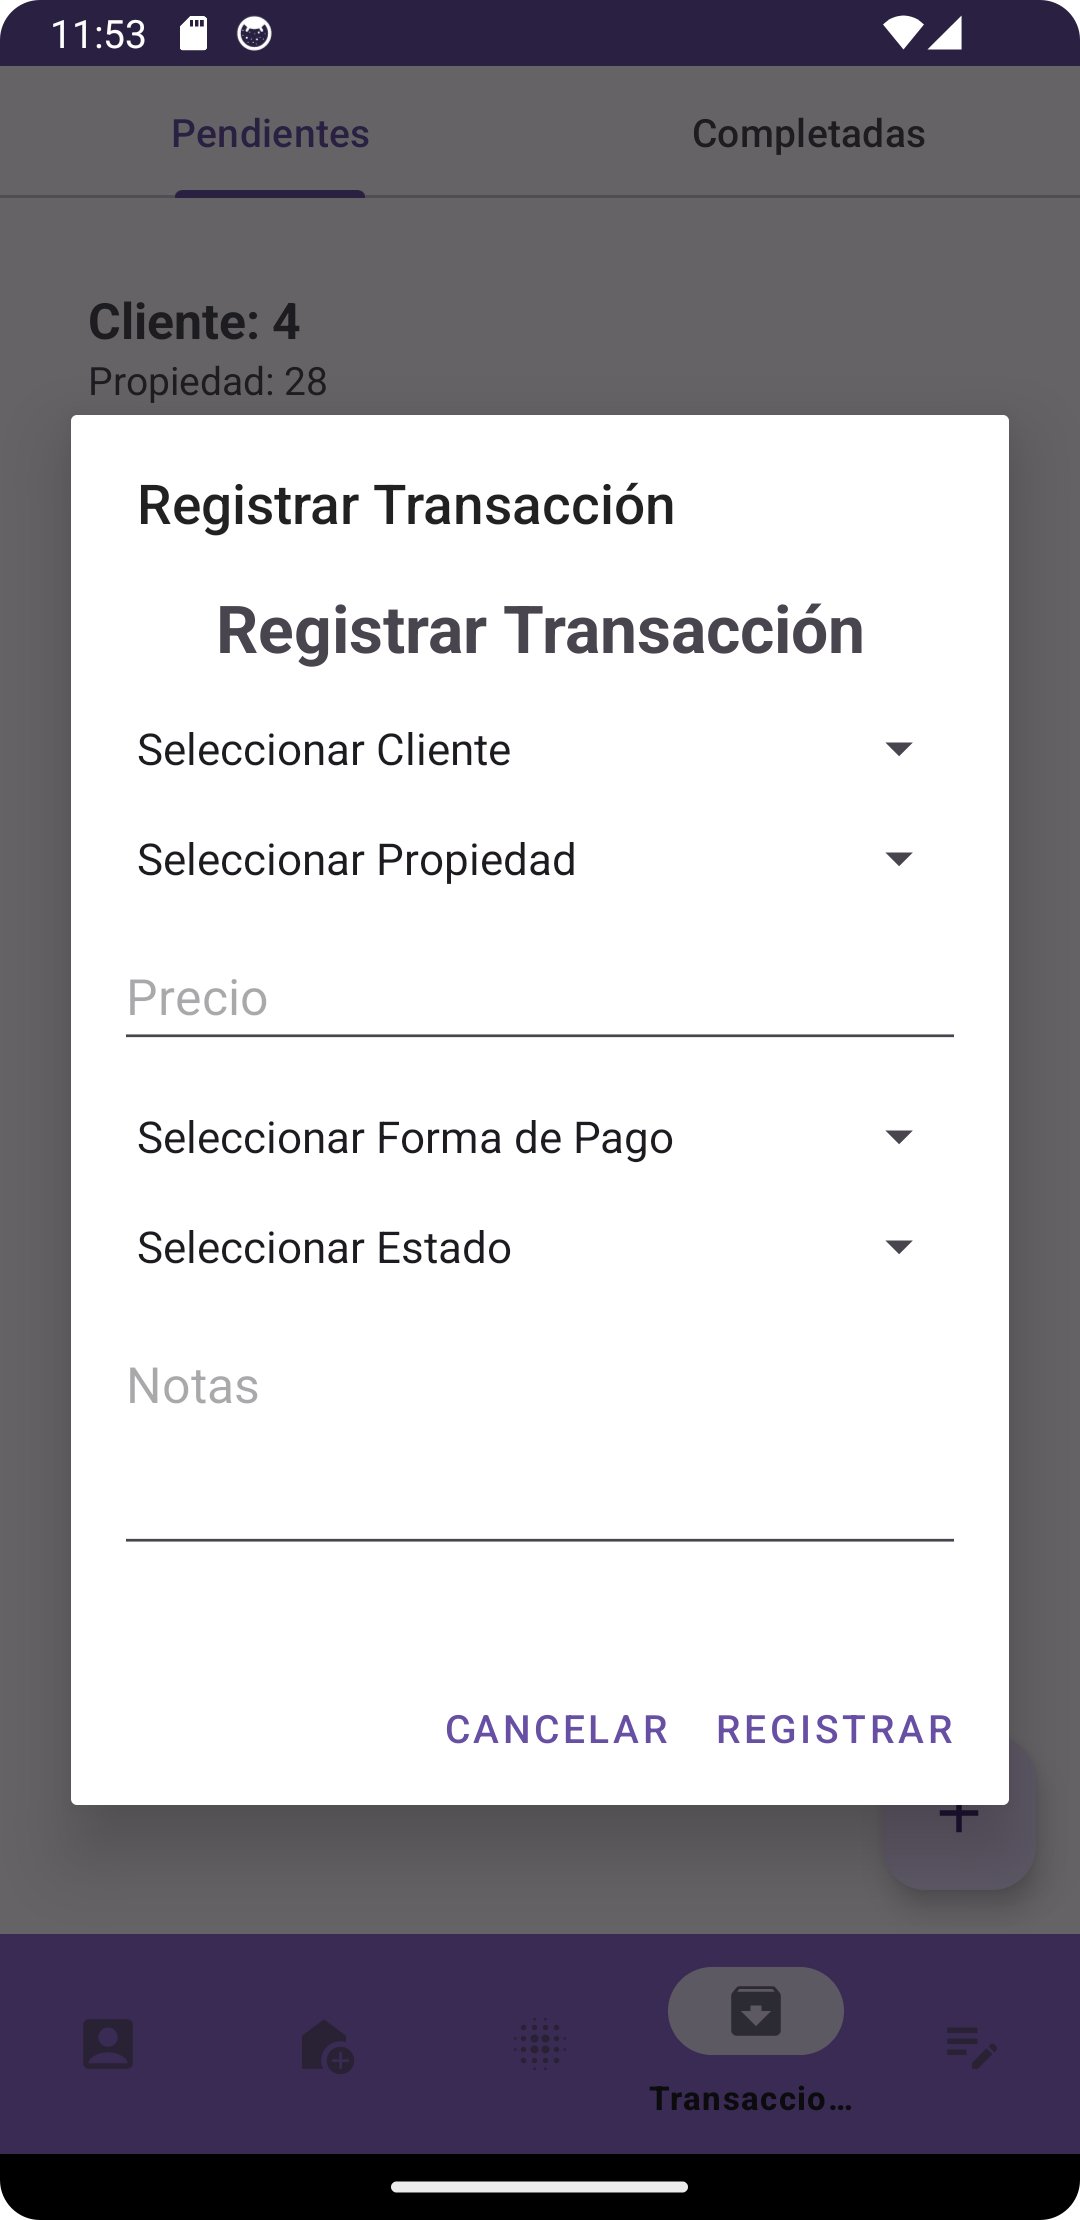 11:53
Pendientes
Completadas
Cliente: 4
Propiedad: 28
Registrar Transacción
Registrar Transacción
Seleccionar Cliente
Seleccionar Propiedad
Precio
Seleccionar Forma de Pago
Seleccionar Estado
Notas
CANCELAR REGISTRAR
Transaccio...